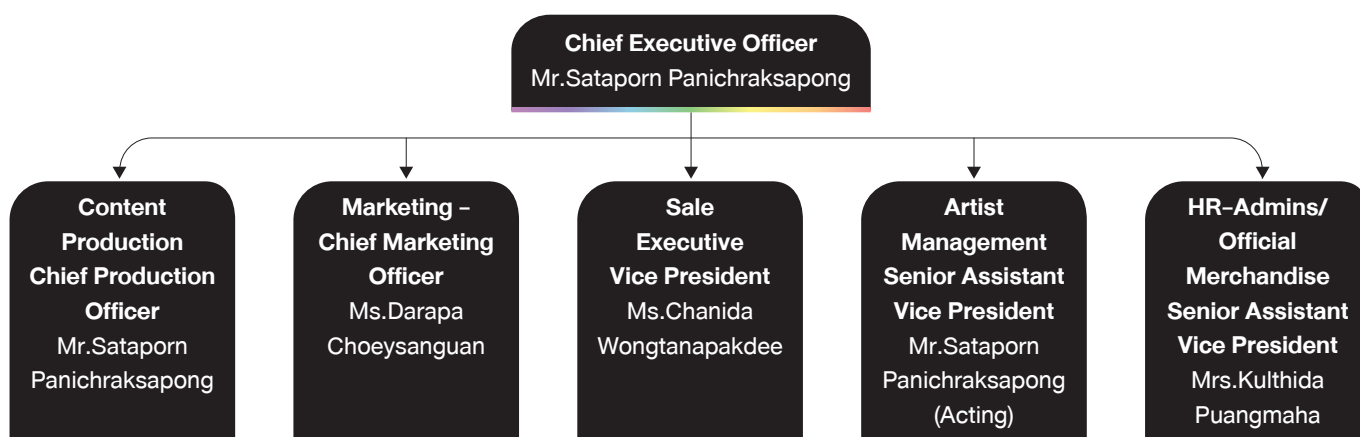 Chief Executive Officer
Mr.Sataporn Panichraksapong
Content
Production
Chief Production
Officer
Mr.Sataporn
Panichraksapong
Marketing –
Chief Marketing
Officer
Ms.Darapa
Choeysanguan
Sale
Executive
Vice President
Ms.Chanida
Wongtanapakdee
Artist
Management
Senior Assistant
Vice President
Mr.Sataporn
Panichraksapong
(Acting)
HR–Admins/
Official
Merchandise
Senior Assistant
Vice President
Mrs.Kulthida
Puangmaha